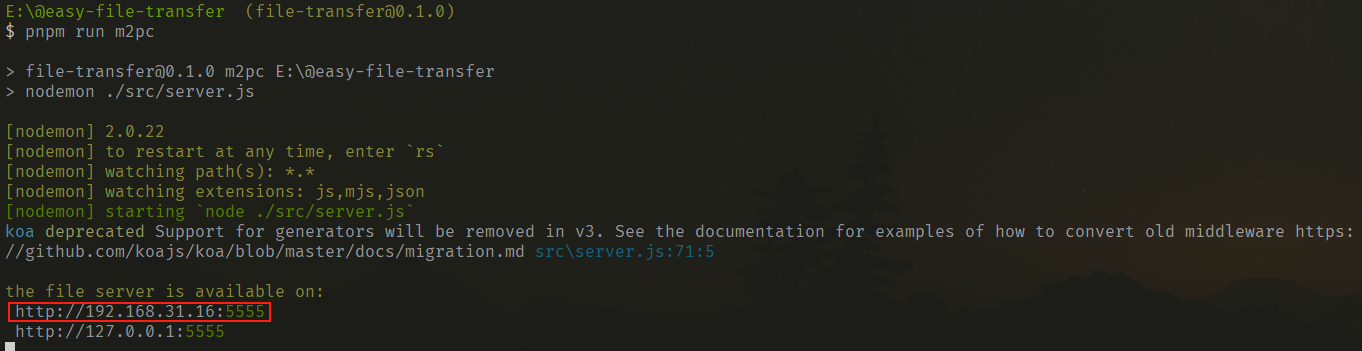 E:\@easy-file-transfer  (file-transfer@0.1.0)
$ pnpm run m2pc
> file-transfer@0.1.0 m2pc E:\@easy-file-transfer
> nodemon ./src/server.js
[nodemon] 2.0.22
[nodemon] to restart at any time, enter `rs`
[nodemon] watching path(s): *.*
[nodemon] watching extensions: js,mjs,json
[nodemon] starting `node ./src/server.js`
koa deprecated Support for generators will be removed in v3. See the documentation for examples of how to convert old middleware https:
//github.com/koajs/koa/blob/master/docs/migration.md src\server.js:71:5
the file server is available on:
http://192.168.31.16:5555
http://127.0.0.1:5555